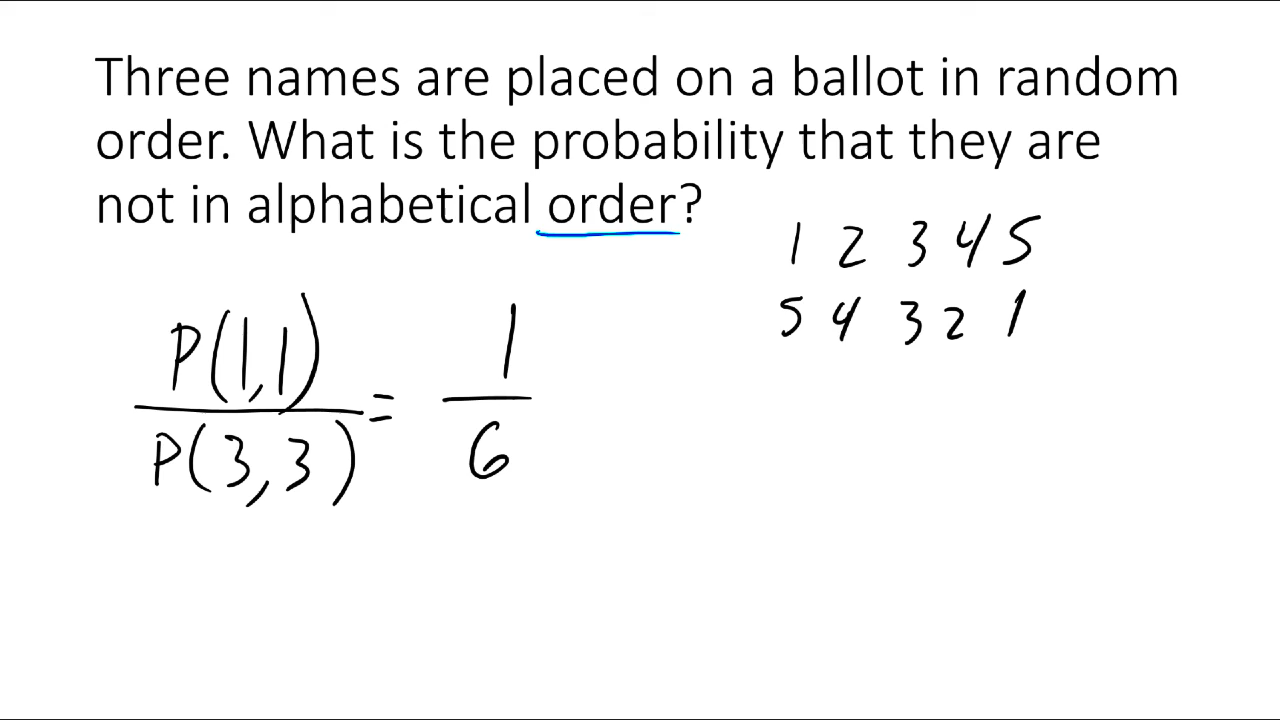 Three names are placed on a ballot in random
order. What is the probability that they are
not in alphabetical order?
1 2 3 4 5
5 4 3 2 1
P(1,1)
P(3,3)
=
1
6